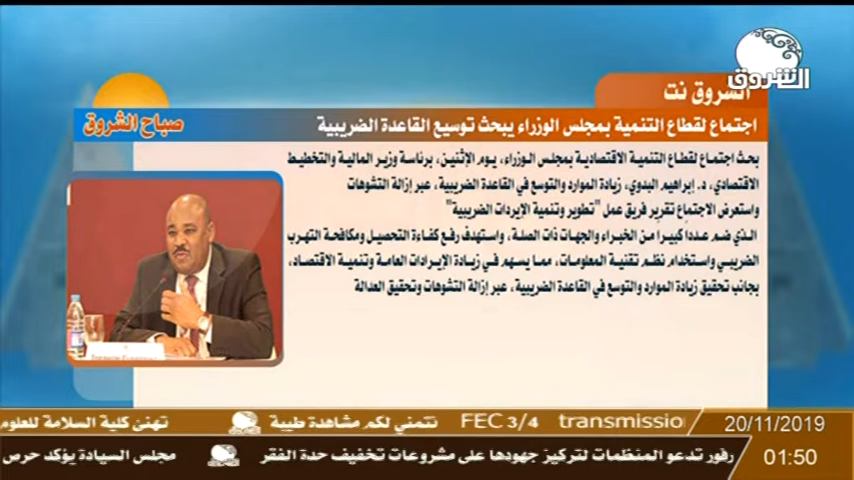 الشروق
الشروق نت
اجتماع لقطاع التنمية بمجلس الوزراء يبحث توسيع القاعدة الضريبية
صباح الشروق
بحث اجتماع لقطاع التنمية الاقتصادية بمجلس الوزراء، يوم الإثنين، برئاسة وزير المالية والتخطيط
الاقتصادي، د. إبراهيم البدوي، زيادة الموارد والتوسع في القاعدة الضريبية، عبر إزالة التشوهات
واستعرض الاجتماع تقرير فريق عمل "تطوير وتنمية الإيردات الضريبية"
الذي ضم عددا كبيرا من الخبراء والجهات ذات الصلة، واستهدف رفع كفاءة التحصيل ومكافحة التهرب
الضريبي واستخدام نظم تقنية المعلومات، مما يسهم في زيادة الإيرادات العامة وتنمية الاقتصاد،
بجانب تحقيق زيادة الموارد والتوسع في القاعدة الضريبية، عبر إزالة التشوهات وتحقيق العدالة
20/11/2019
transmissio FEC 3/4 نتمني لكم مشاهدة طيبة
تهنئ كلية السلامة للعلوم
01:50
رفور تدعو المنظمات لتركيز جهودها على مشروعات تخفيف حدة الفقر
مجلس السيادة يؤكد حرص